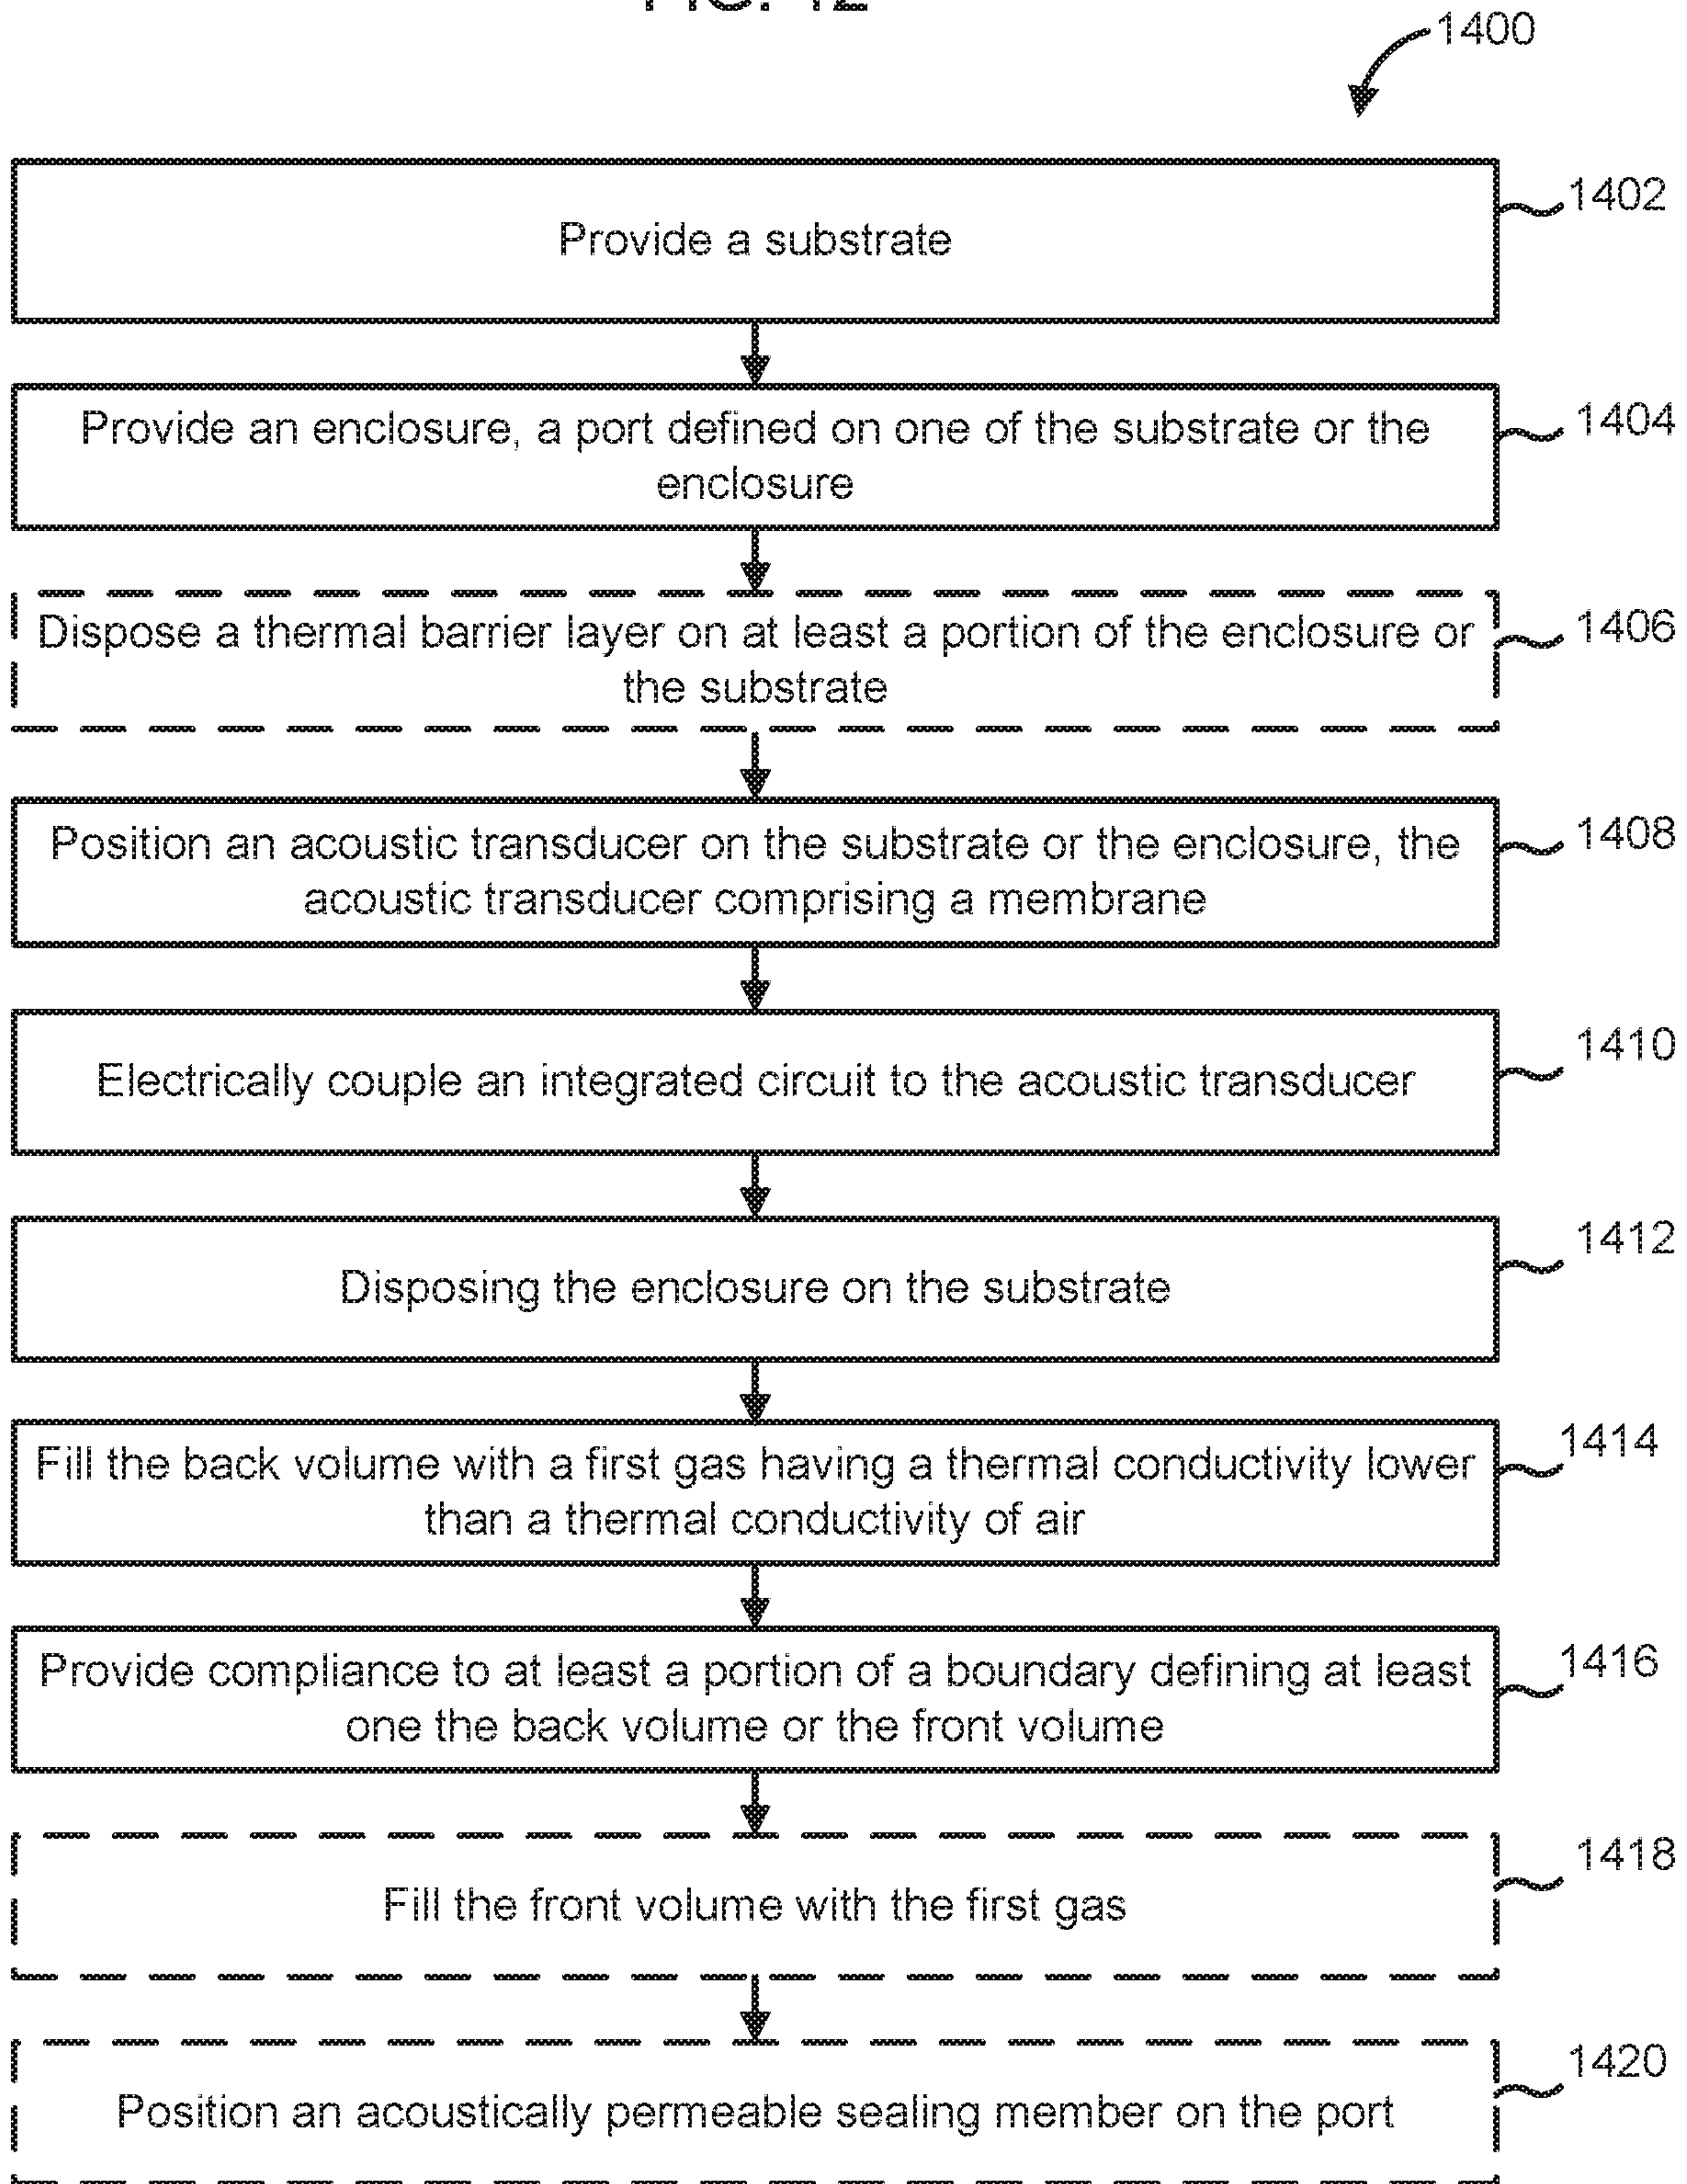 1400
Provide a substrate
1402
Provide an enclosure, a port defined on one of the substrate or the
enclosure
1404
Dispose a thermal barrier layer on at least a portion of the enclosure or
the substrate
1406
Position an acoustic transducer on the substrate or the enclosure, the
acoustic transducer comprising a membrane
1408
Electrically couple an integrated circuit to the acoustic transducer
1410
Disposing the enclosure on the substrate
1412
Fill the back volume with a first gas having a thermal conductivity lower
than a thermal conductivity of air
1414
Provide compliance to at least a portion of a boundary defining at least
one the back volume or the front volume
1416
Fill the front volume with the first gas
1418
Position an acoustically permeable sealing member on the port
1420